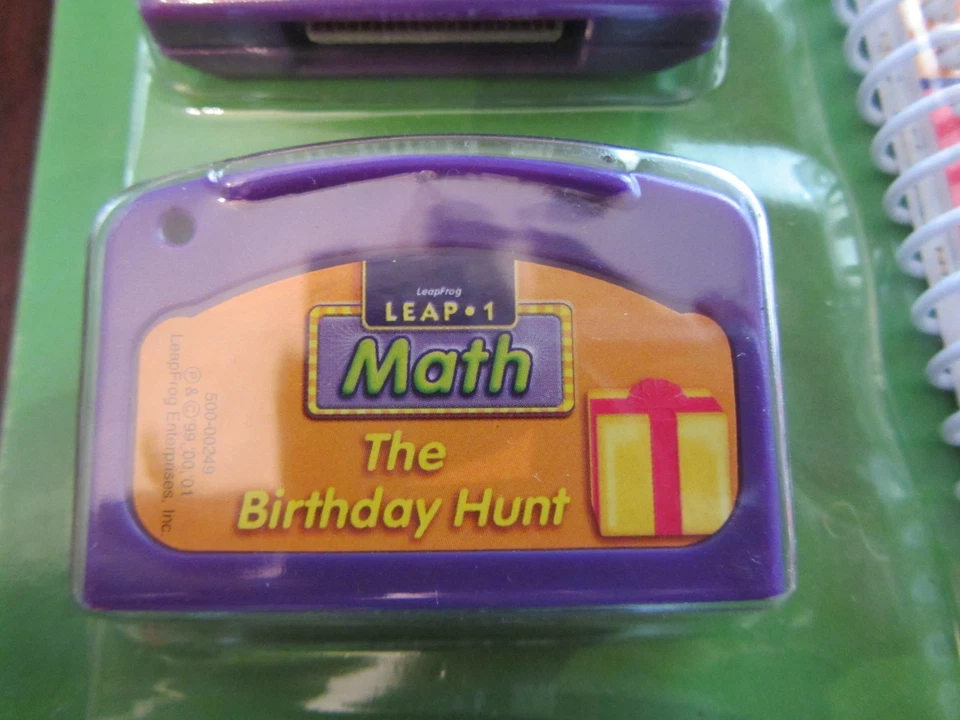 LeapFrog
LEAP•1
Math
The
Birthday Hunt
500-00249
℗ & © 99, '00, '01
LeapFrog Enterprises, Inc.